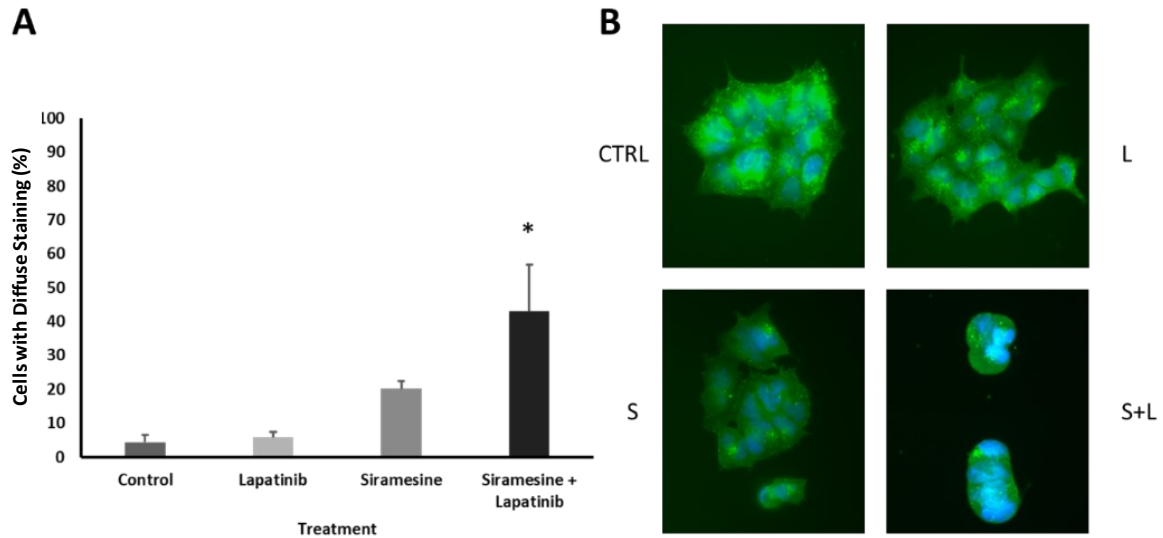 A
Cells with Diffuse Staining (%)
100
90
80
70
60
50
40
30
20
10
0
*
Control
Lapatinib
Siramesine
Siramesine +
Lapatinib
Treatment
B
CTRL
L
S
S+L